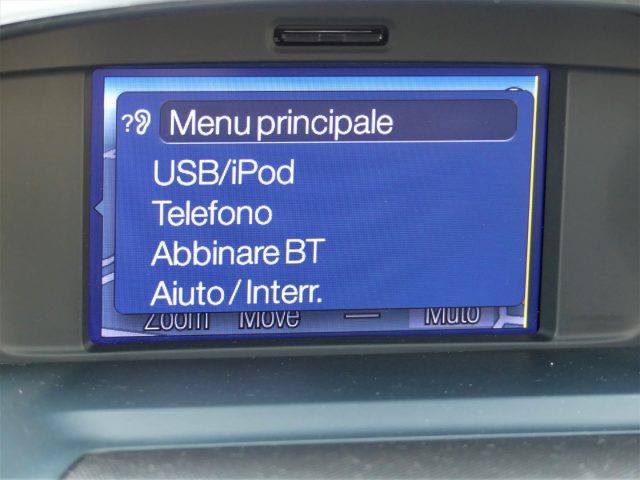 ? Menu principale
USB/iPod
Telefono
Abbinare BT
Aiuto / Interr.
Zoom Move — Muto